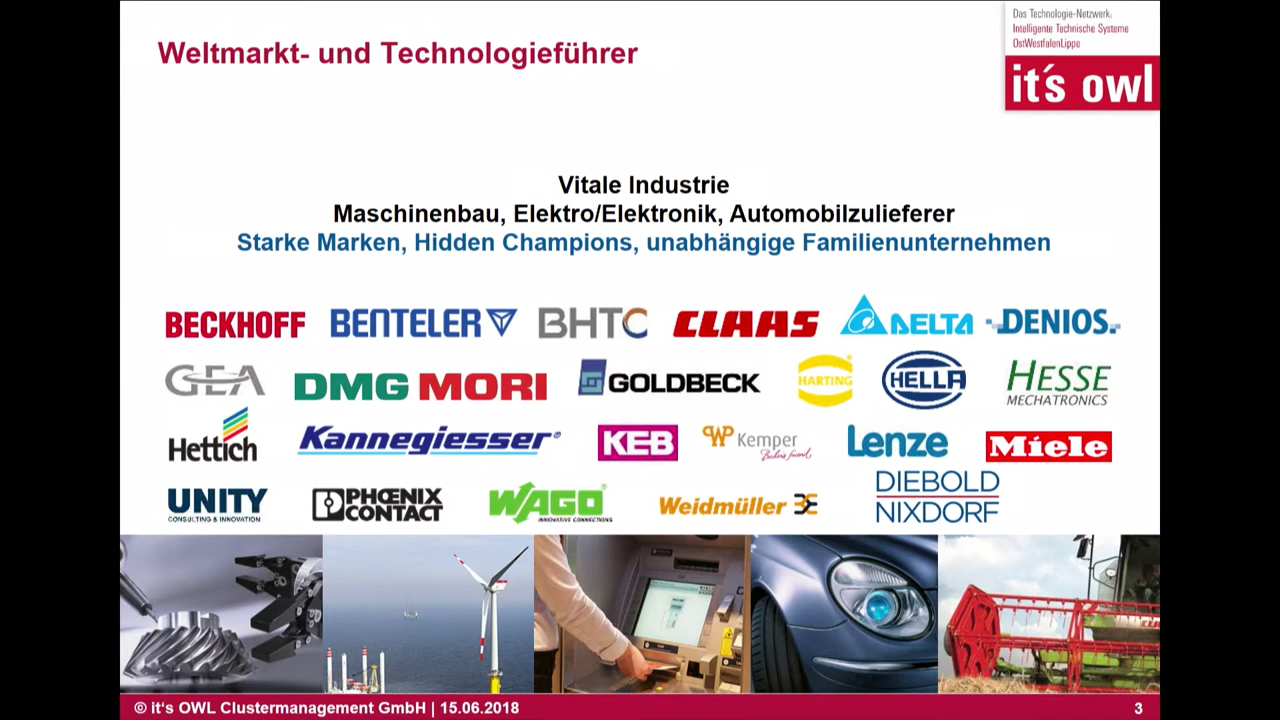 Weltmarkt- und Technologieführer
Das Technologie-Netzwerk:
Intelligente Technische Systeme
OstWestfalenLippe
it´s owl
Vitale Industrie
Maschinenbau, Elektro/Elektronik, Automobilzulieferer
Starke Marken, Hidden Champions, unabhängige Familienunternehmen
BECKHOFF BENTELER BHTC CLAAS DELTA DENIOS.
GEA DMG MORI GOLDBECK HARTING HELLA HESSE
MECHATRONICS
Hettich Kannegiesser® KEB WP Kemper Lenze Miele
UNITY
CONSULTING & INNOVATION
PHŒNIX
CONTACT
WAGO®
INNOVATIVE CONNECTIONS
Weidmüller
DIEBOLD
NIXDORF
© it‘s OWL Clustermanagement GmbH | 15.06.2018 3